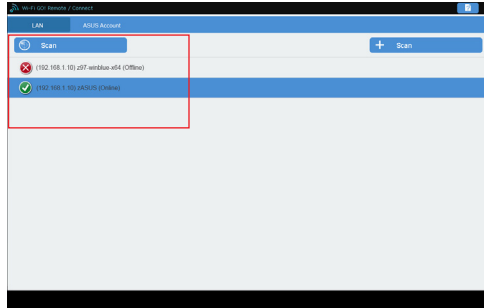 Wi-Fi GO! Remote / Connect
LAN ASUS Account
Scan Scan
(192.168.1.10) z97-winblue-x64 (Offline)
(192.168.1.10) zASUS (Online)